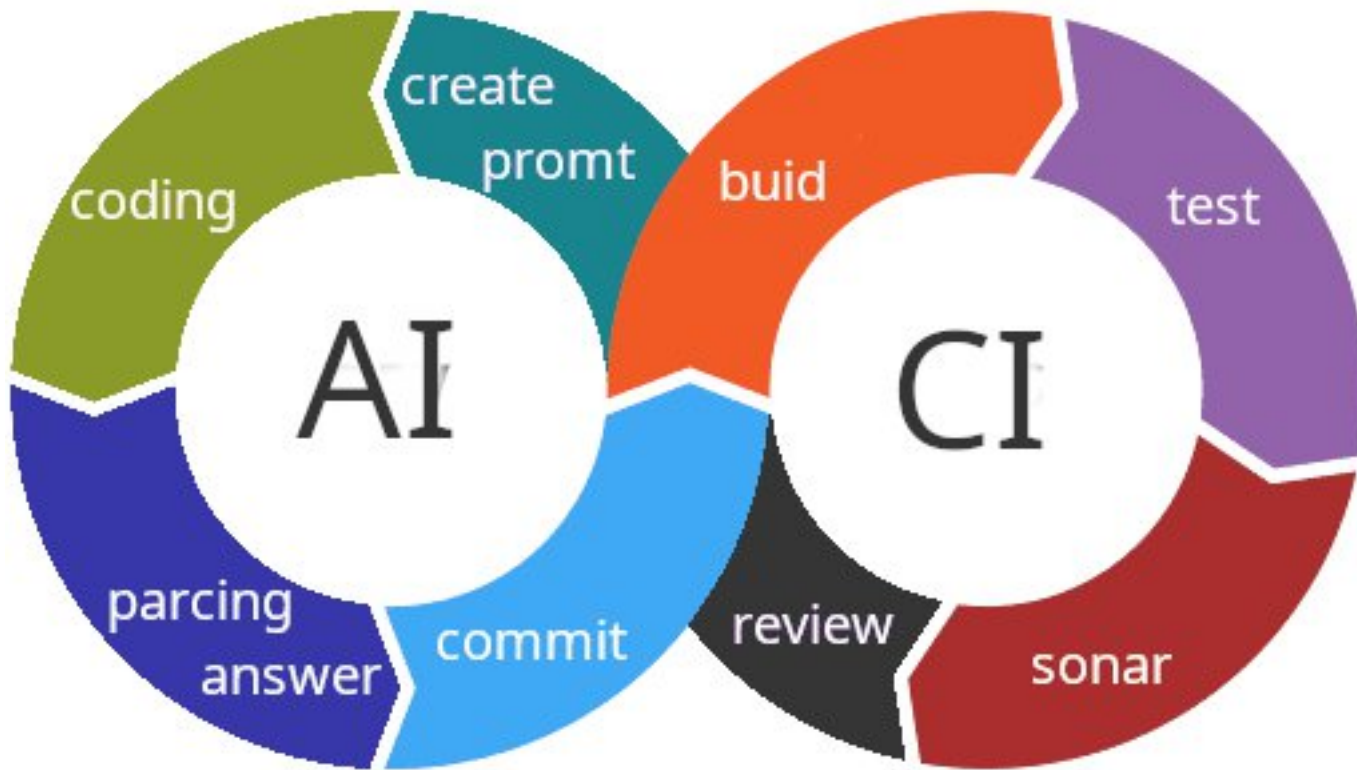 create
promt
coding
AI
parcing
answer
commit
buid
test
CI
review
sonar